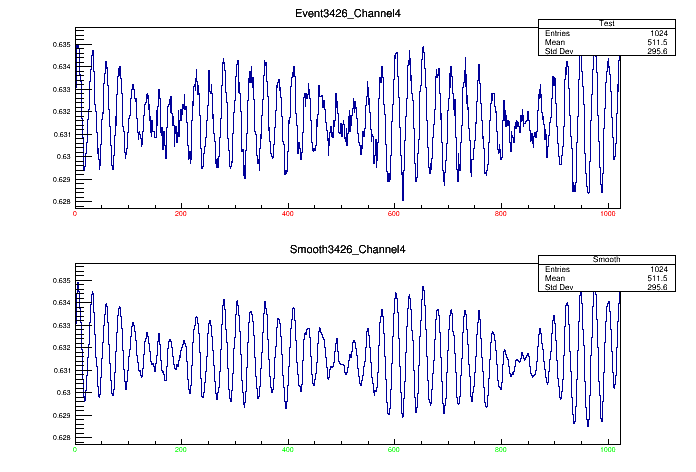 Event3426_Channel4
Test
Entries 1024
Mean 511.5
Std Dev 295.6
0.635
0.634
0.633
0.632
0.631
0.63
0.629
0.628
0 200 400 600 800 1000
Smooth3426_Channel4
Smooth
Entries 1024
Mean 511.5
Std Dev 295.6
0.635
0.634
0.633
0.632
0.631
0.63
0.629
0.628
0 200 400 600 800 1000